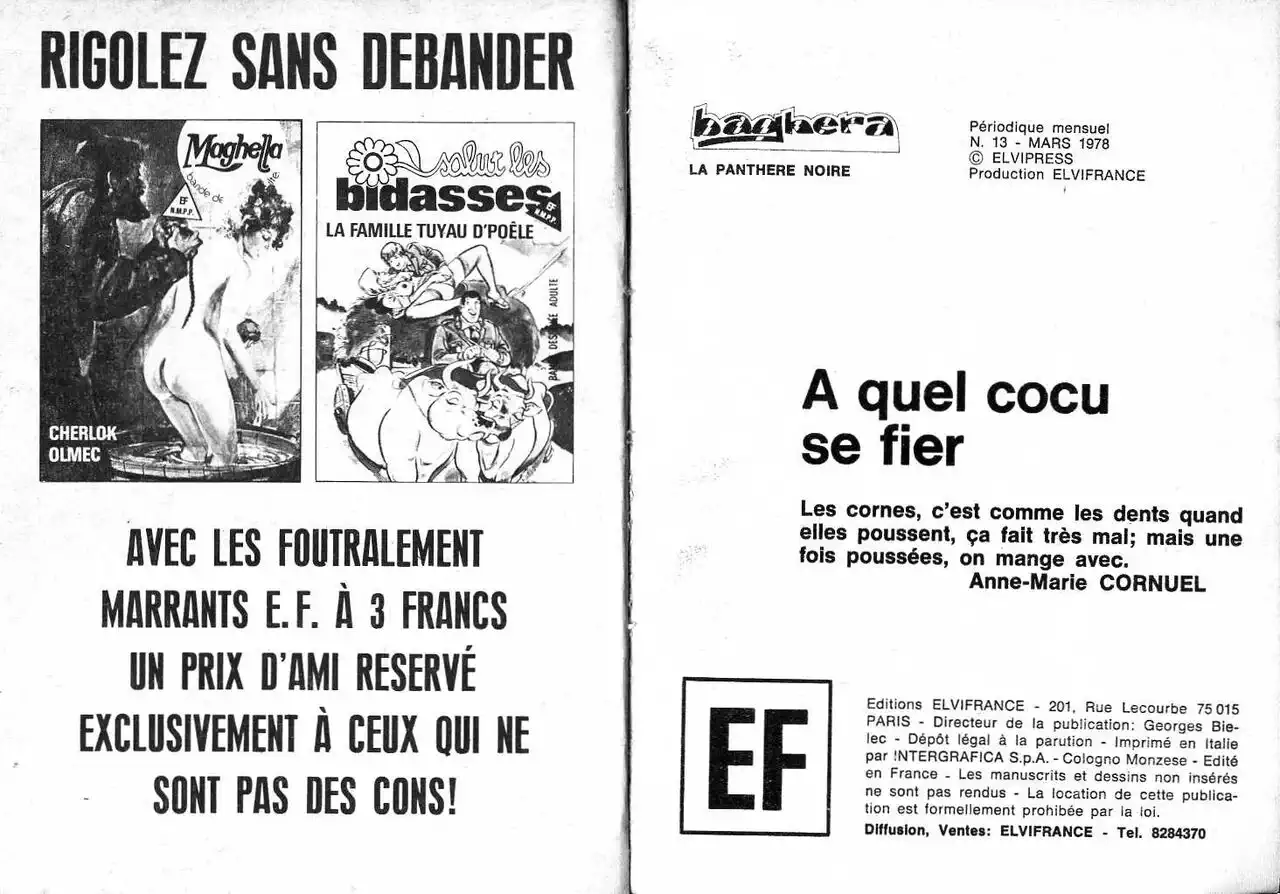 RIGOLEZ SANS DEBANDER
Maghella
bande de
EF
N.M.P.P.
CHERLOK
OLMEC
salut les
bidasses
EF
N.M.P.P.
LA FAMILLE TUYAU D'POÊLE
ADULTE
AVEC LES FOUTRALEMENT
MARRANTS E.F. À 3 FRANCS
UN PRIX D'AMI RESERVÉ
EXCLUSIVEMENT À CEUX QUI NE
SONT PAS DES CONS!
baghera
LA PANTHERE NOIRE
Périodique mensuel
N. 13 - MARS 1978
© ELVIPRESS
Production ELVIFRANCE
A quel cocu
se fier
Les cornes, c'est comme les dents quand
elles poussent, ça fait très mal; mais une
fois poussées, on mange avec.
Anne-Marie CORNUEL
EF
Editions ELVIFRANCE - 201, Rue Lecourbe 75015
PARIS - Directeur de la publication: Georges Bie-
lec - Dépôt légal à la parution - Imprimé en Italie
par INTERGRAFICA S.p.A. - Cologno Monzese - Edité
en France - Les manuscrits et dessins non insérés
ne sont pas rendus - La location de cette publica-
tion est formellement prohibée par la loi.
Diffusion, Ventes: ELVIFRANCE - Tel. 8284370